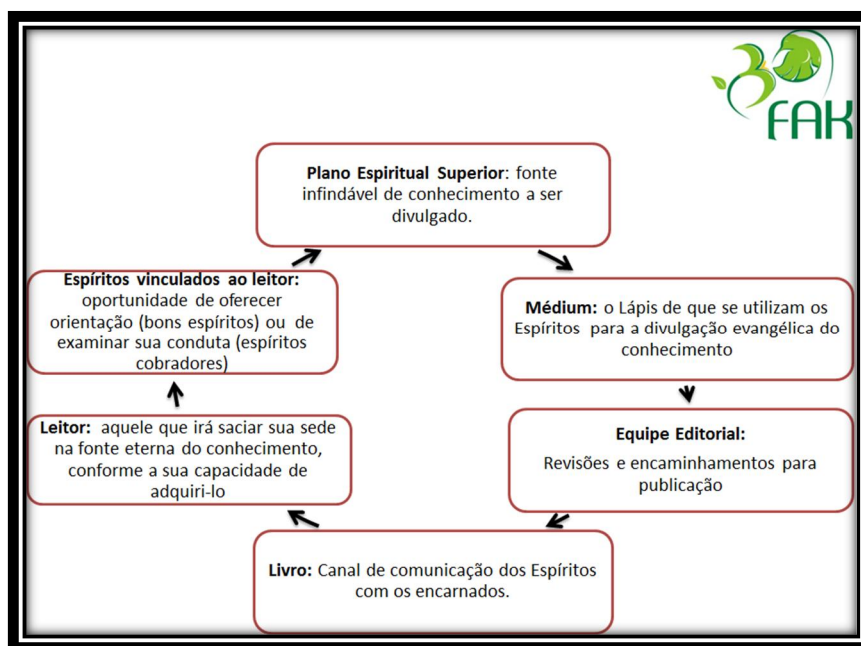 FAK
Plano Espiritual Superior: fonte
infindável de conhecimento a ser
divulgado.
Médium: o Lápis de que se utilizam os
Espíritos para a divulgação evangélica do
conhecimento
Equipe Editorial:
Revisões e encaminhamentos para
publicação
Livro: Canal de comunicação dos Espíritos
com os encarnados.
Leitor: aquele que irá saciar sua sede
na fonte eterna do conhecimento,
conforme a sua capacidade de
adquiri-lo
Espíritos vinculados ao leitor:
oportunidade de oferecer
orientação (bons espíritos) ou de
examinar sua conduta (espíritos
cobradores)